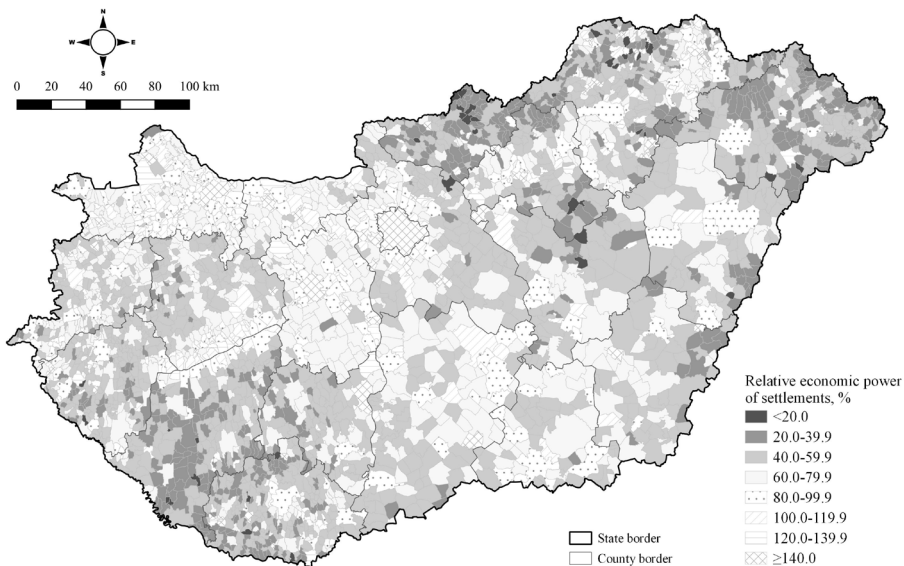 N
W E
S
0 20 40 60 80 100 km
Relative economic power
of settlements, %
<20.0
20.0-39.9
40.0-59.9
60.0-79.9
80.0-99.9
100.0-119.9
120.0-139.9
≥140.0
State border
County border